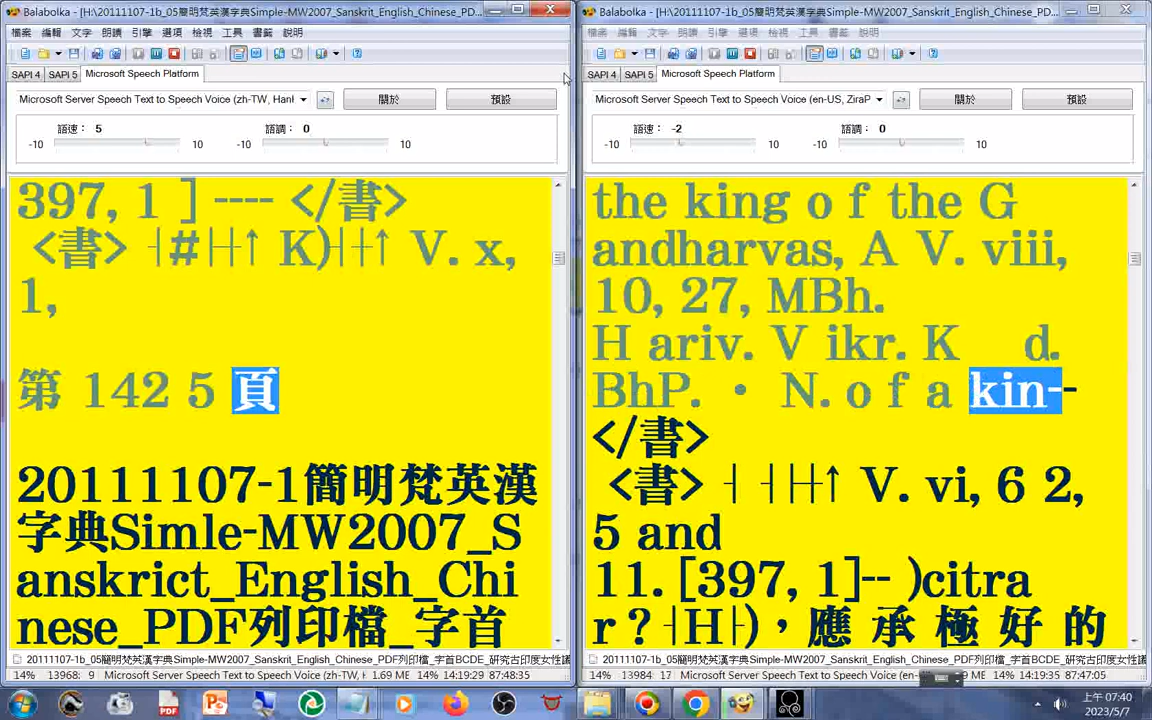 Balabolka - [H:\20111107-1b_05簡明梵英漢字典Simple-MW2007_Sanskrit_English_Chinese_PD...
檔案 編輯 文字 朗讀 引擎 選項 檢視 工具 書籤 說明
SAPI 4 SAPI 5 Microsoft Speech Platform
Microsoft Server Speech Text to Speech Voice (zh-TW, Hanl
關於
預設
語速： 5
語調： 0
-10 10 -10 10
397, 1 ] ---- </書>
<書> ┤#├┼↑ K)┼┼↑ V. x,
1,
第 142 5 頁
20111107-1簡明梵英漢
字典Simle-MW2007_S
anskrict_English_Chi
nese_PDF列印檔_字首
20111107-1b_05簡明梵英漢字典Simple-MW2007_Sanskrit_English_Chinese_PDF列印檔_字首BCDE_研究古印度女性議
14% 13968: 9 Microsoft Server Speech Text to Speech Voice (zh-TW, 1.69 ME 14% 14:19:29 87:48:35
Balabolka - [H:\20111107-1b_05簡明梵英漢字典Simple-MW2007_Sanskrit_English_Chinese_PD...
檔案 編輯 文字 朗讀 引擎 選項 檢視 工具 書籤 說明
SAPI 4 SAPI 5 Microsoft Speech Platform
Microsoft Server Speech Text to Speech Voice (en-US, ZiraP
關於
預設
語速： -2
語調： 0
-10 10 -10 10
the king o f the G
andharvas, A V. viii,
10, 27, MBh.
H ariv. V ikr. K d.
BhP. • N. o f a kin--
</書>
<書> ┤ ┤├┼↑ V. vi, 6 2,
5 and
11. [397, 1]-- )citra
r？┤H├)，應 承 極 好 的
20111107-1b_05簡明梵英漢字典Simple-MW2007_Sanskrit_English_Chinese_PDF列印檔_字首BCDE_研究古印度女性議
14% 13984 17 Microsoft Server Speech Text to Speech Voice (en-U 1.69 ME 14% 14:19:35 87:47:05
上午 07:40
2023/5/7